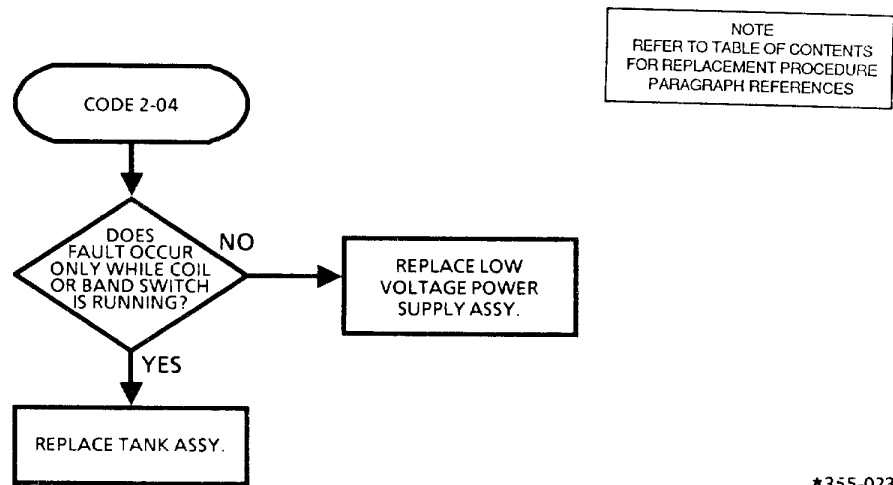 NOTE
REFER TO TABLE OF CONTENTS
FOR REPLACEMENT PROCEDURE
PARAGRAPH REFERENCES
CODE 2-04
DOES
FAULT OCCUR
ONLY WHILE COIL
OR BAND SWITCH
IS RUNNING?
NO
REPLACE LOW
VOLTAGE POWER
SUPPLY ASSY.
YES
REPLACE TANK ASSY.